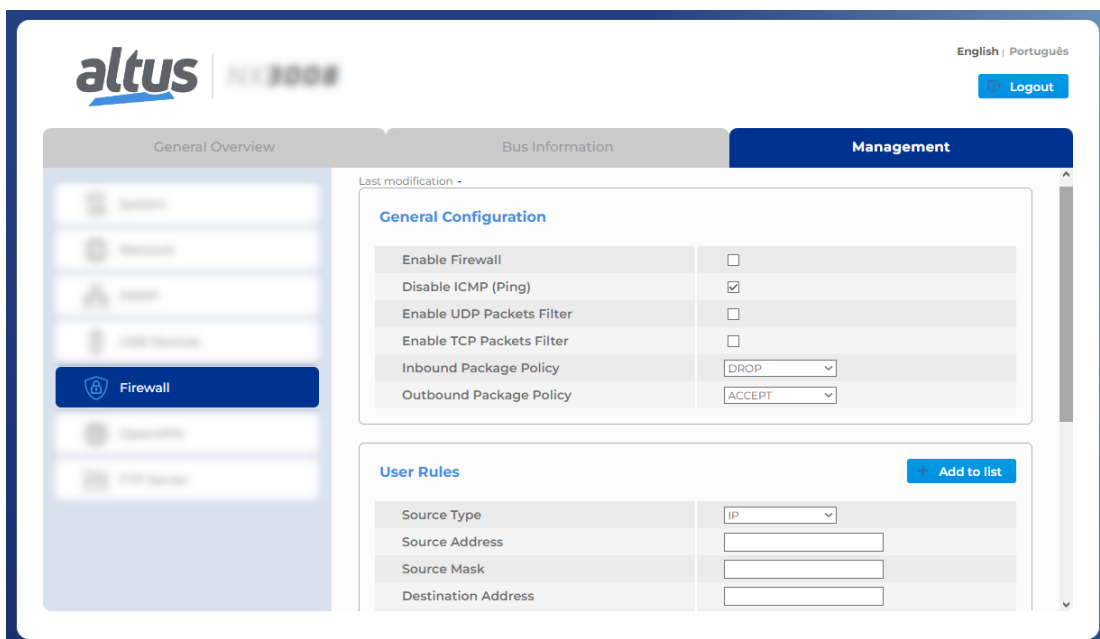 English | Português
altus
NX3008
Logout
General Overview
Bus Information
Management
Last modification -
General Configuration
Enable Firewall
Disable ICMP (Ping)
Enable UDP Packets Filter
Enable TCP Packets Filter
Inbound Package Policy DROP
Outbound Package Policy ACCEPT
Firewall
User Rules
Add to list
Source Type IP
Source Address
Source Mask
Destination Address